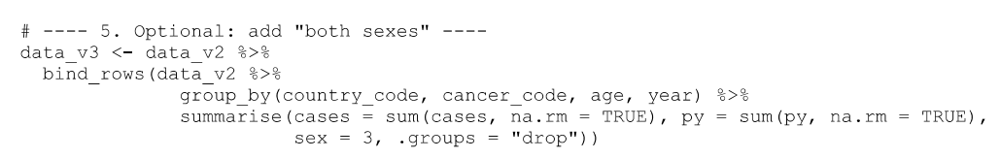 # ---- 5. Optional: add "both sexes" ----
data_v3 <- data_v2 %>%
  bind_rows(data_v2 %>%
              group_by(country_code, cancer_code, age, year) %>%
              summarise(cases = sum(cases, na.rm = TRUE), py = sum(py, na.rm = TRUE),
                        sex = 3, .groups = "drop"))